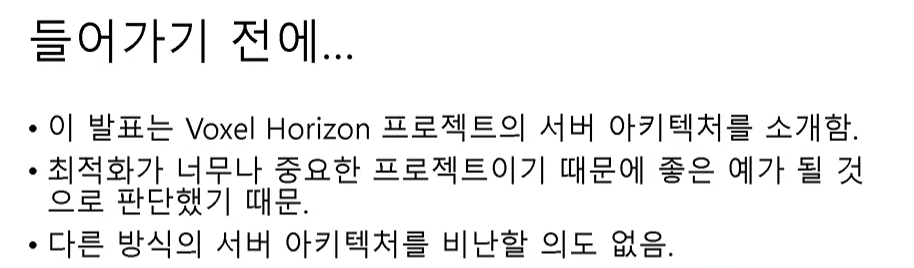 들어가기 전에...
• 이 발표는 Voxel Horizon 프로젝트의 서버 아키텍처를 소개함.
• 최적화가 너무나 중요한 프로젝트이기 때문에 좋은 예가 될 것
으로 판단했기 때문.
• 다른 방식의 서버 아키텍처를 비난할 의도 없음.